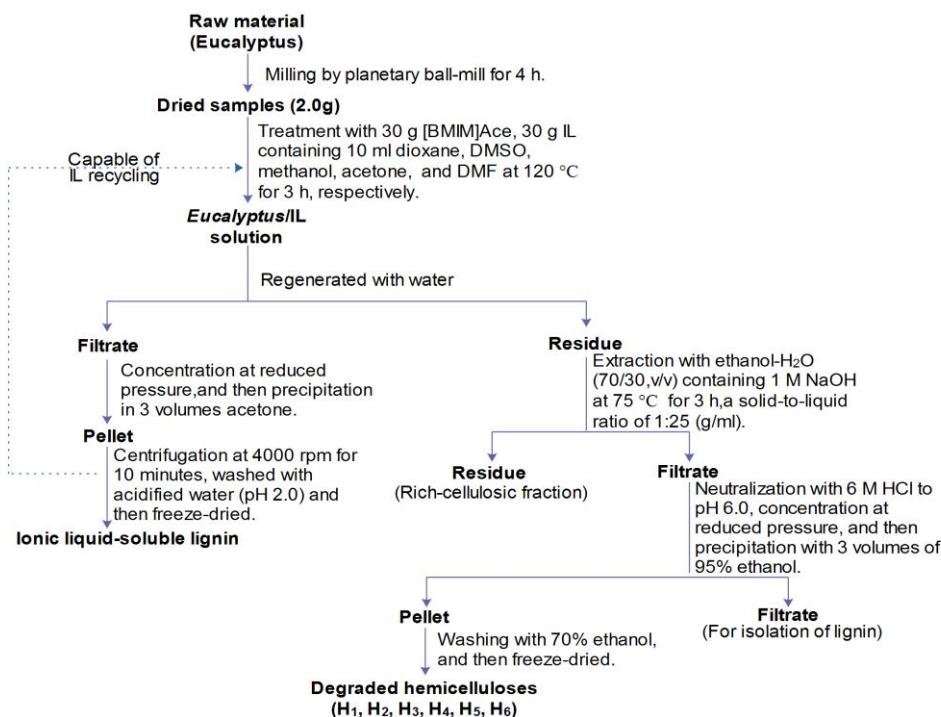 Raw material
(Eucalyptus)
Milling by planetary ball-mill for 4 h.
Dried samples (2.0g)
Treatment with 30 g [BMIM]Ace, 30 g IL
containing 10 ml dioxane, DMSO,
methanol, acetone, and DMF at 120 °C
for 3 h, respectively.
Capable of
IL recycling
Eucalyptus/IL
solution
Regenerated with water
Filtrate
Concentration at reduced
pressure,and then precipitation
in 3 volumes acetone.
Pellet
Centrifugation at 4000 rpm for
10 minutes, washed with
acidified water (pH 2.0) and
then freeze-dried.
Ionic liquid-soluble lignin
Residue
Extraction with ethanol-H₂O
(70/30,v/v) containing 1 M NaOH
at 75 °C for 3 h,a solid-to-liquid
ratio of 1:25 (g/ml).
Residue
(Rich-cellulosic fraction)
Filtrate
Neutralization with 6 M HCl to
pH 6.0, concentration at
reduced pressure, and then
precipitation with 3 volumes of
95% ethanol.
Pellet
Washing with 70% ethanol,
and then freeze-dried.
Degraded hemicelluloses
(H₁, H₂, H₃, H₄, H₅, H₆)
Filtrate
(For isolation of lignin)